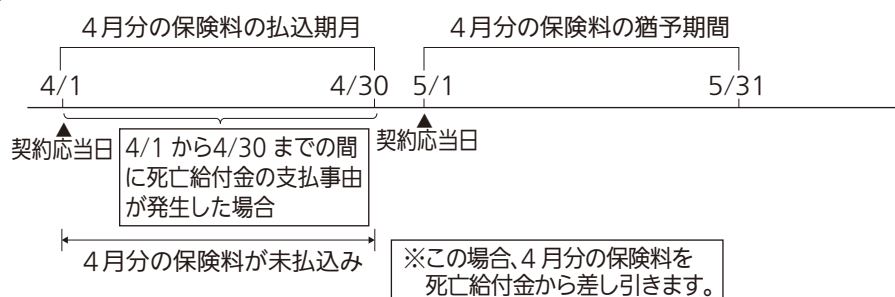 4月分の保険料の払込期月
4月分の保険料の猶予期間
4/1
4/30
5/1
5/31
契約応当日
4/1 から4/30 までの間
に死亡給付金の支払事由
が発生した場合
契約応当日
4月分の保険料が未払込み
※この場合、4 月分の保険料を
死亡給付金から差し引きます。